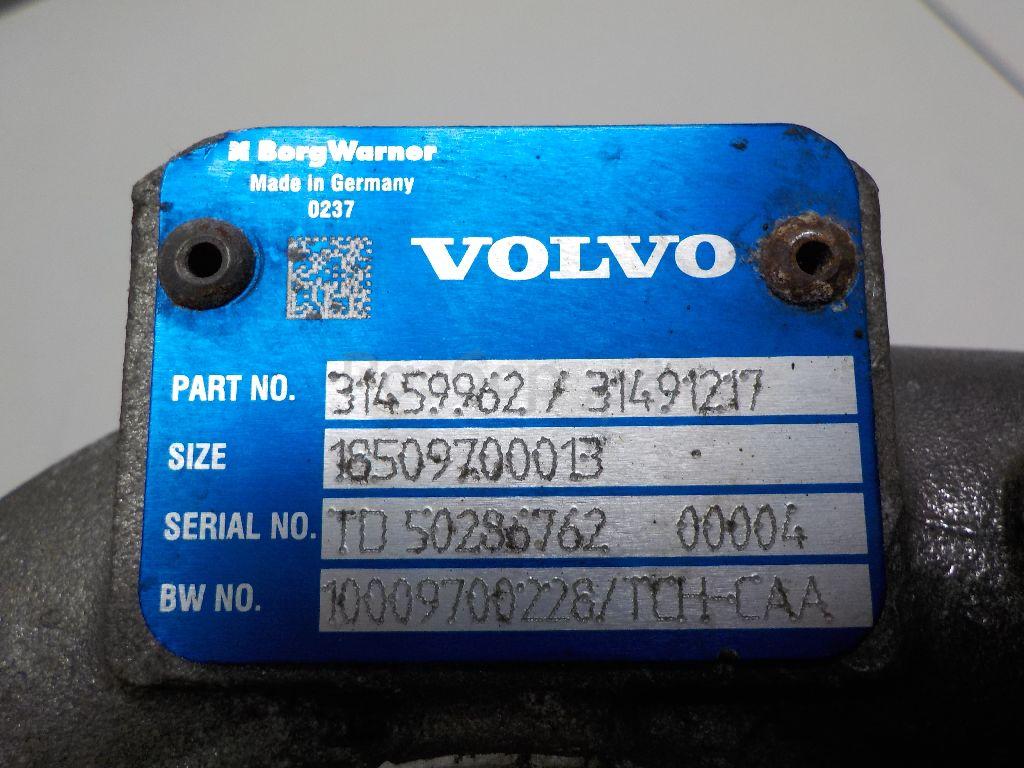 BorgWarner
Made in Germany
0237
VOLVO
PART NO. 31459962 / 31491217
SIZE 18509700013
SERIAL NO. TD 50286762 00004
BW NO. 10009700228/TCH-CAA